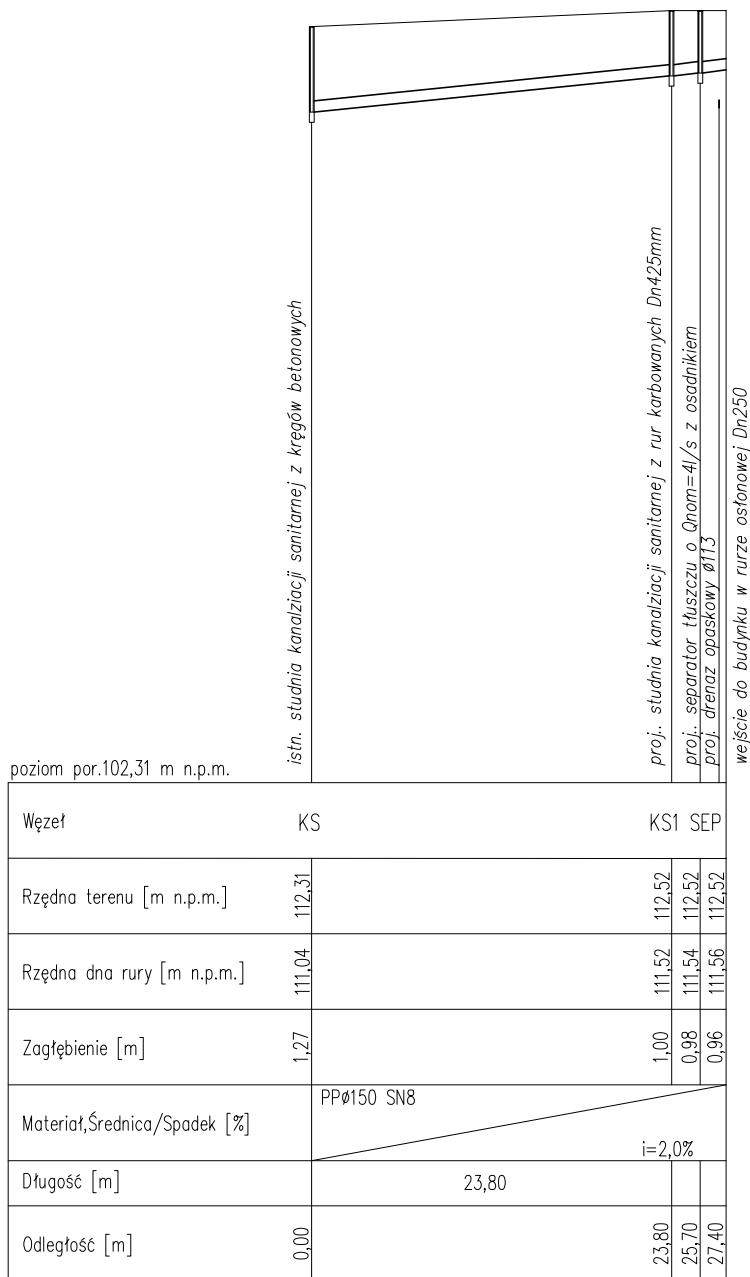 istn. studnia kanalziacji sanitarnej z kręgów betonowych
proj.. studnia kanalziacji sanitarnej z rur karbowanych Dn425mm
proj.. separator tłuszczu o Qnom=4l/s z osadnikiem
proj.. drenaz opaskowy ø113
wejście do budynku w rurze osłonowej Dn250
poziom por.102,31 m n.p.m.
Węzeł KS KS1 SEP
Rzędna terenu [m n.p.m.] 112,31 112,52 112,52 112,52
Rzędna dna rury [m n.p.m.] 111,04 111,52 111,54 111,56
Zagłębienie [m] 1,27 1,00 0,98 0,96
PPø150 SN8
Materiał,Średnica/Spadek [%]
i=2,0%
Długość [m] 23,80
Odległość [m] 0,00 23,80 25,70 27,40